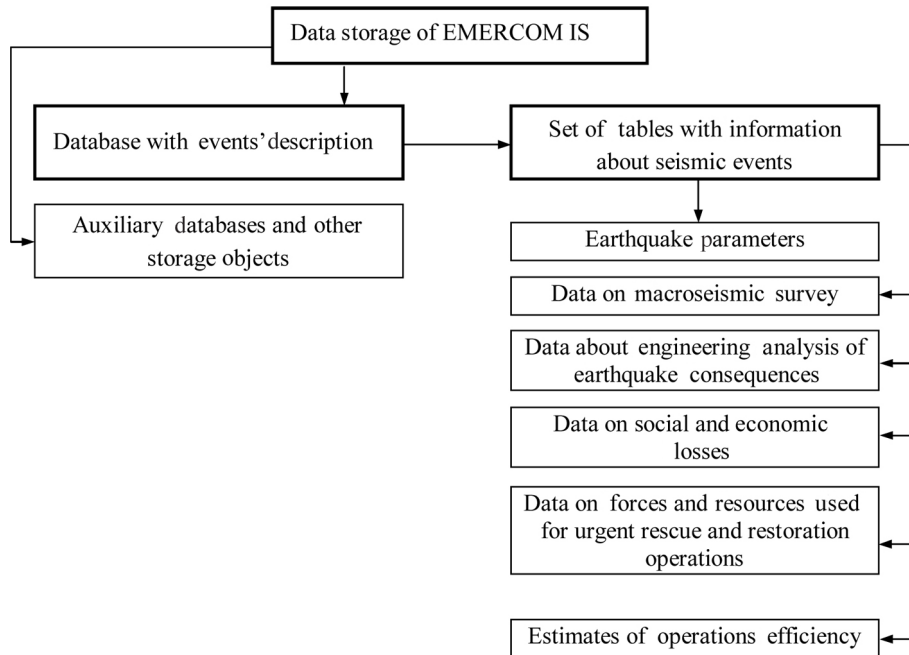 Data storage of EMERCOM IS
Database with events’ description
Set of tables with information
about seismic events
Auxiliary databases and other
storage objects
Earthquake parameters
Data on macroseismic survey
Data about engineering analysis of
earthquake consequences
Data on social and economic
losses
Data on forces and resources used
for urgent rescue and restoration
operations
Estimates of operations efficiency